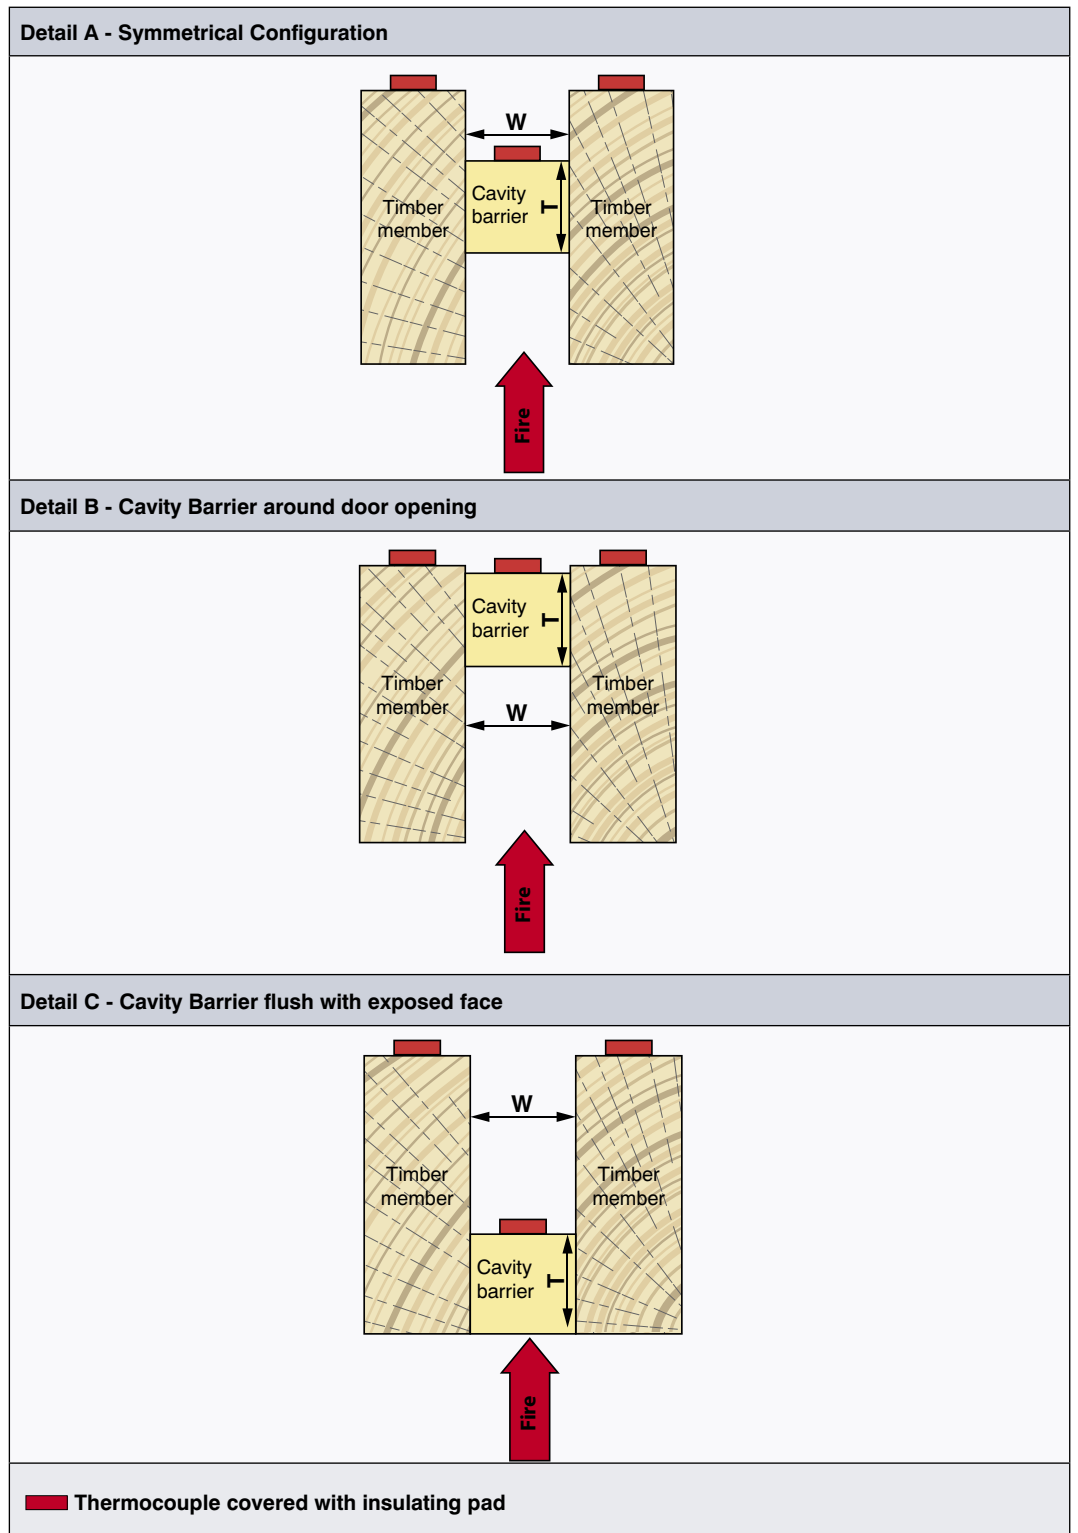 Detail A - Symmetrical Configuration
W
Cavity
barrier
T
Timber
member
Timber
member
Fire
Detail B - Cavity Barrier around door opening
Cavity
barrier
T
Timber
member
Timber
member
W
Fire
Detail C - Cavity Barrier flush with exposed face
W
Timber
member
Timber
member
Cavity
barrier
T
Fire
Thermocouple covered with insulating pad